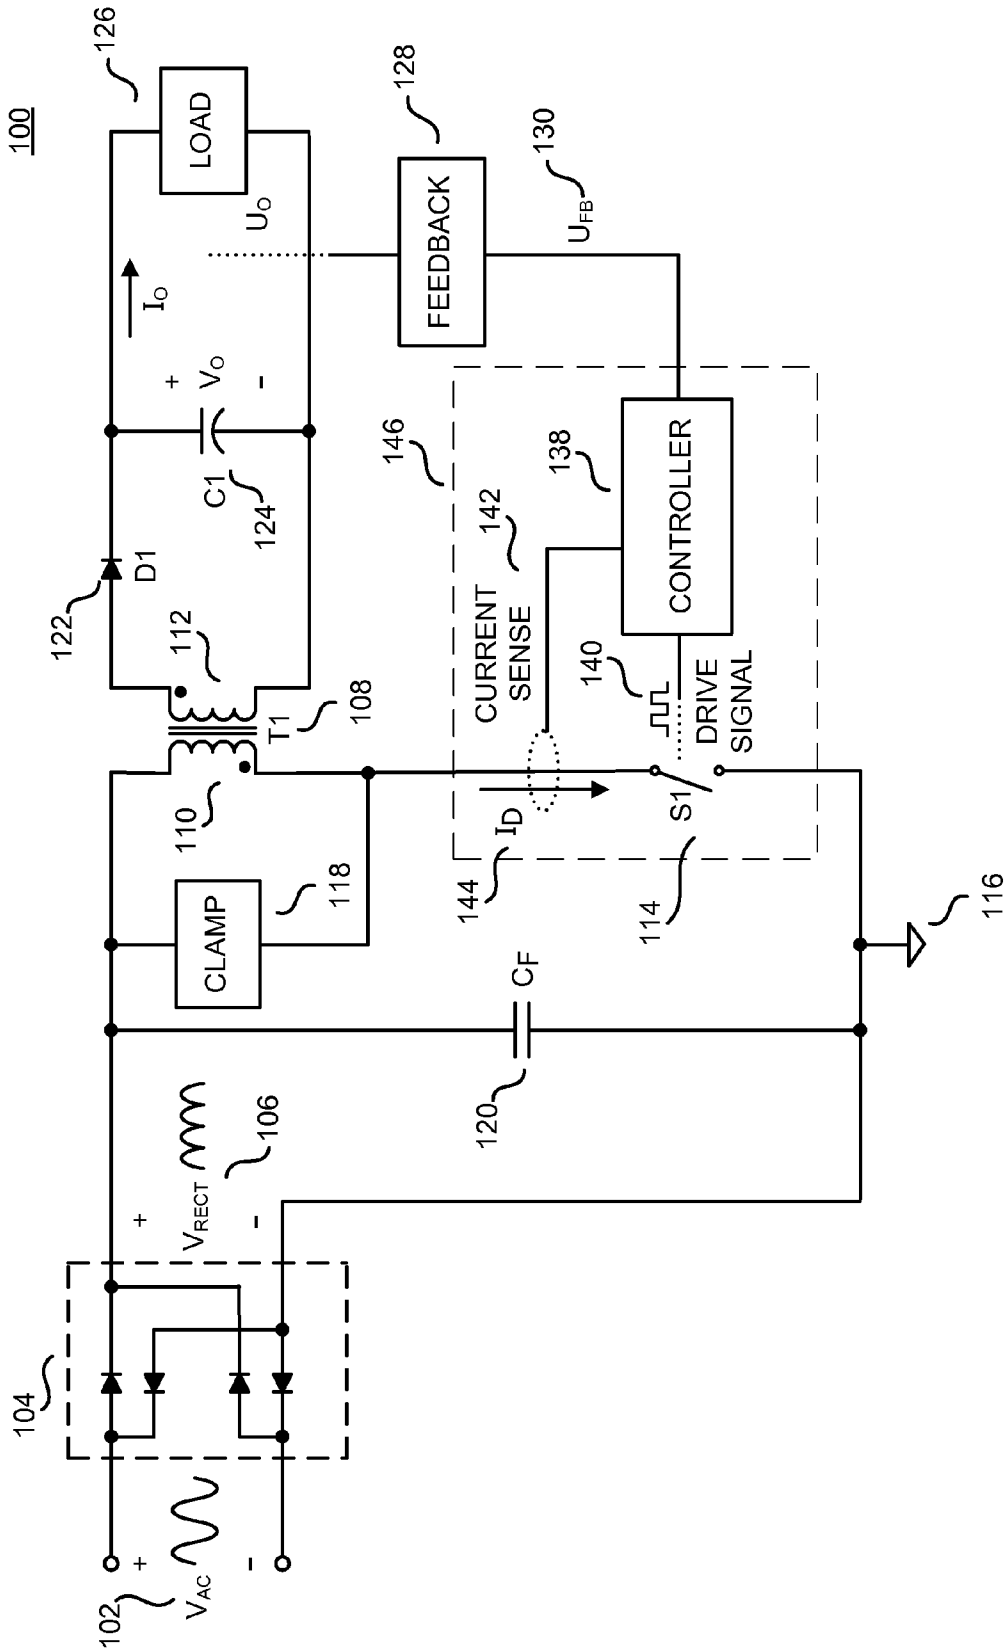 100
126
LOAD
U_O
I_O
+
V_O
-
C1
124
D1
122
112
T1
108
110
CLAMP
118
C_F
120
+
V_RECT
-
106
104
+
V_AC
-
102
FEEDBACK
128
U_FB
130
146
CONTROLLER
138
CURRENT
SENSE
142
140
DRIVE
SIGNAL
S1
I_D
144
114
116